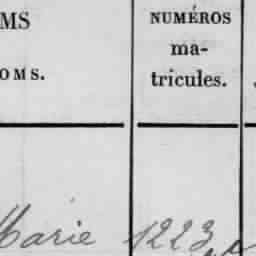 MS
OMS.
NUMÉROS
ma-
tricules.
Marie 1223